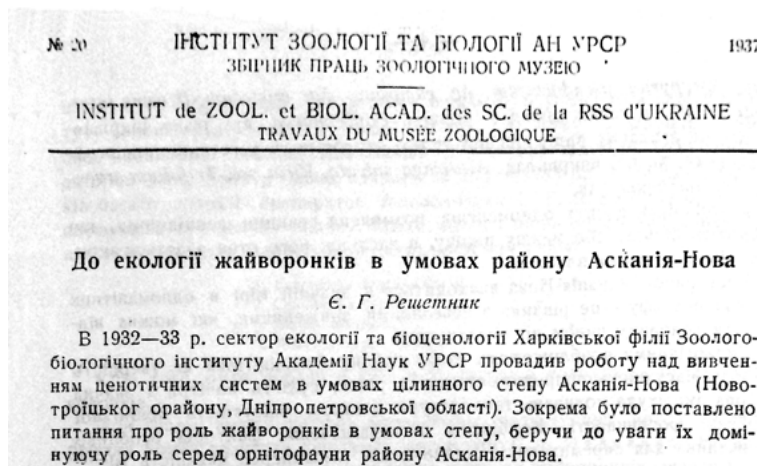 № 20 ІНСТИТУТ ЗООЛОГІЇ ТА БІОЛОГІЇ АН УРСР 1937
ЗБІРНИК ПРАЦЬ ЗООЛОГІЧНОГО МУЗЕЮ
INSTITUT de ZOOL. et BIOL. ACAD. des SC. de la RSS d'UKRAINE
TRAVAUX DU MUSÉE ZOOLOGIQUE
До екології жайворонків в умовах району Асканія-Нова
Є. Г. Решетник
В 1932—33 р. сектор екології та біоценології Харківської філії Зоолого-
біологічного інституту Академії Наук УРСР провадив роботу над вивчен-
ням ценотичних систем в умовах цілинного степу Асканія-Нова (Ново-
троїцького орайону, Дніпропетровської області). Зокрема було поставлено
питання про роль жайворонків в умовах степу, беручи до увати їх домі-
нуючу роль серед орнітофауни району Асканія-Нова.